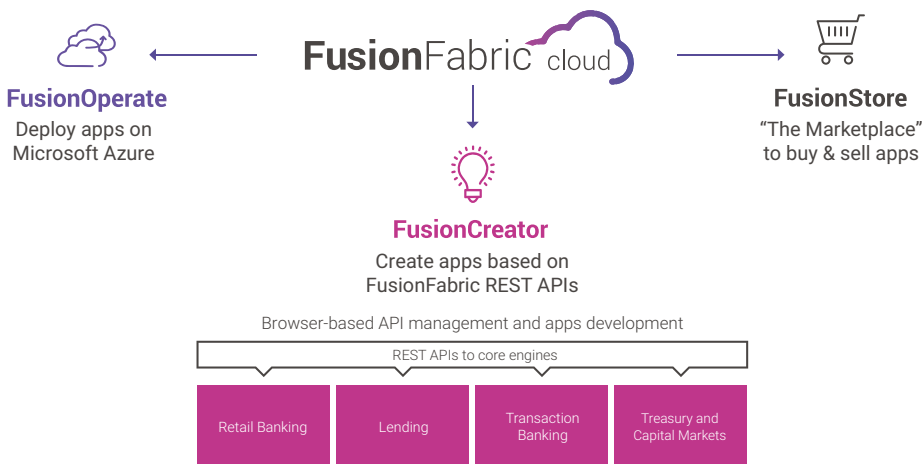 FusionFabric cloud
FusionOperate
Deploy apps on
Microsoft Azure
FusionStore
“The Marketplace”
to buy & sell apps
FusionCreator
Create apps based on
FusionFabric REST APIs
Browser-based API management and apps development
REST APIs to core engines
Retail Banking
Lending
Transaction
Banking
Treasury and
Capital Markets